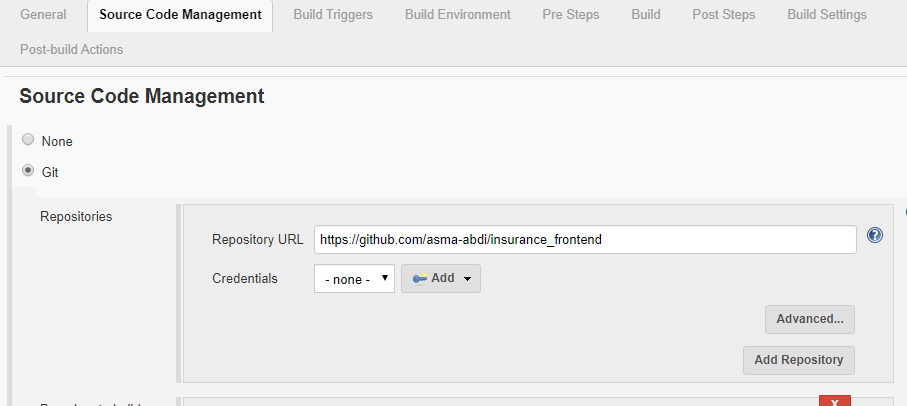 General Source Code Management Build Triggers Build Environment Pre Steps Build Post Steps Build Settings
Post-build Actions
Source Code Management
None
Git
Repositories
Repository URL https://github.com/asma-abdi/insurance_frontend
Credentials - none - Add
Advanced...
Add Repository
X